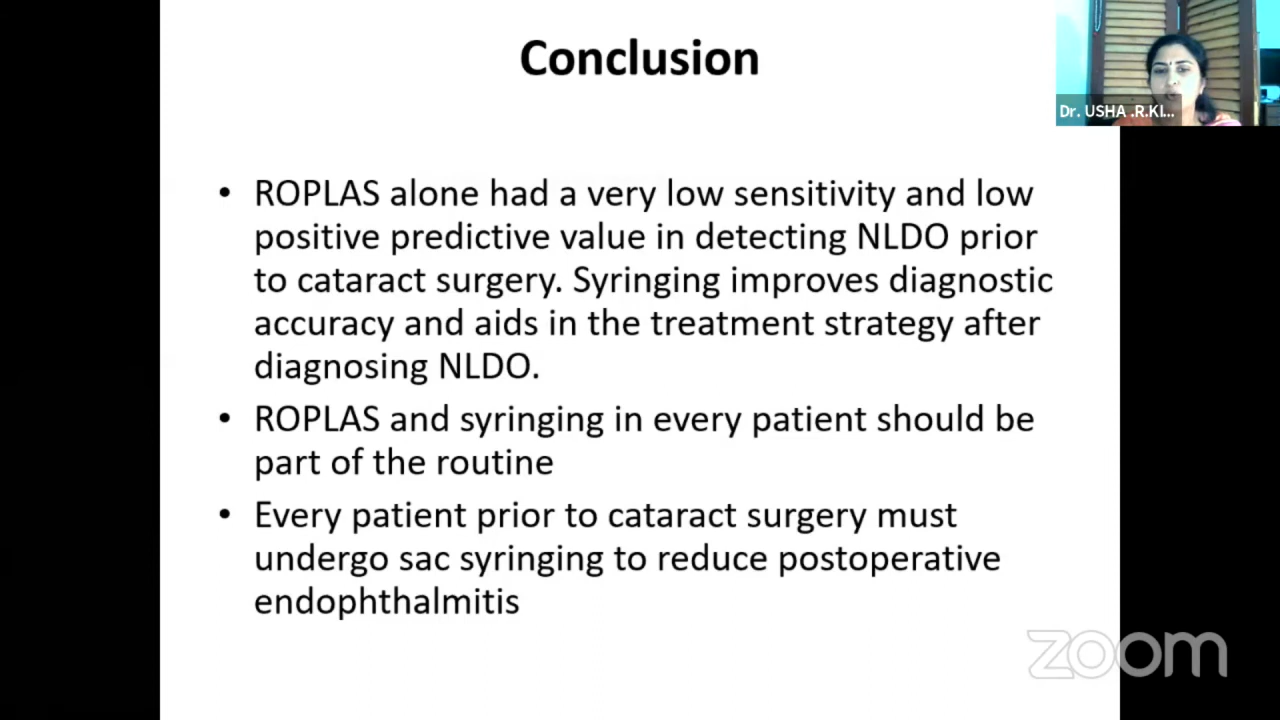 Conclusion
Dr. USHA .R.KI...
• ROPLAS alone had a very low sensitivity and low
positive predictive value in detecting NLDO prior
to cataract surgery. Syringing improves diagnostic
accuracy and aids in the treatment strategy after
diagnosing NLDO.
• ROPLAS and syringing in every patient should be
part of the routine
• Every patient prior to cataract surgery must
undergo sac syringing to reduce postoperative
endophthalmitis
zoom